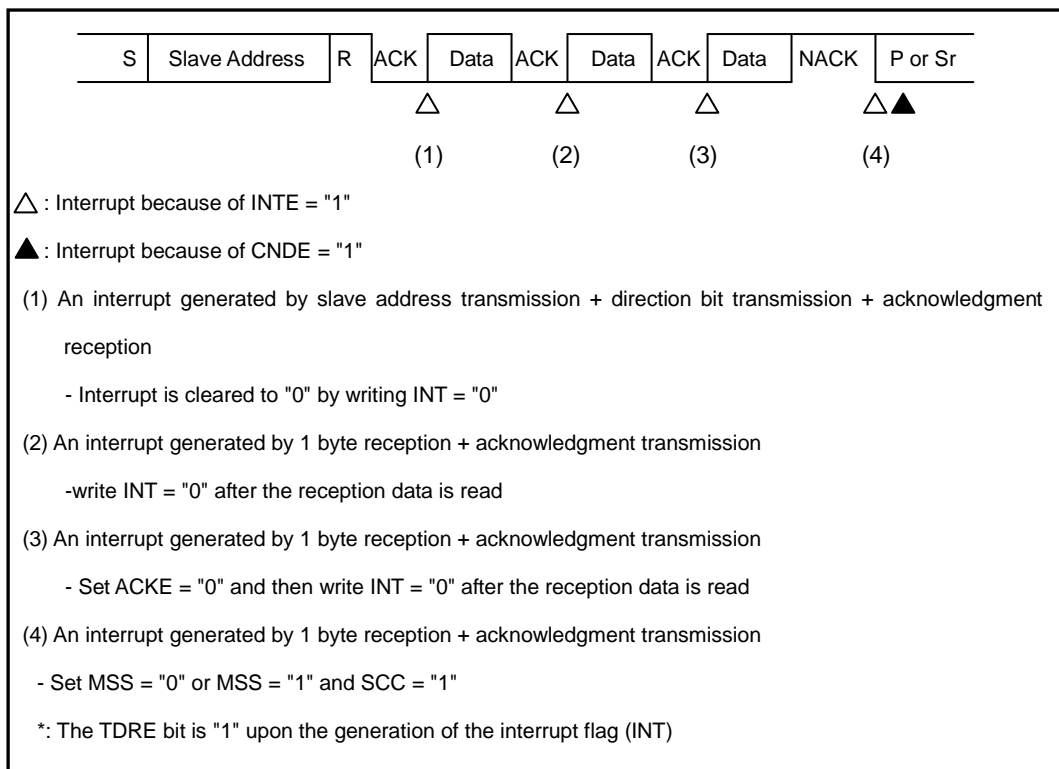 S Slave Address R ACK Data ACK Data ACK Data NACK P or Sr
(1) (2) (3) (4)
△ : Interrupt because of INTE = "1"
▲ : Interrupt because of CNDE = "1"
(1) An interrupt generated by slave address transmission + direction bit transmission + acknowledgment
reception
- Interrupt is cleared to "0" by writing INT = "0"
(2) An interrupt generated by 1 byte reception + acknowledgment transmission
-write INT = "0" after the reception data is read
(3) An interrupt generated by 1 byte reception + acknowledgment transmission
- Set ACKE = "0" and then write INT = "0" after the reception data is read
(4) An interrupt generated by 1 byte reception + acknowledgment transmission
- Set MSS = "0" or MSS = "1" and SCC = "1"
*: The TDRE bit is "1" upon the generation of the interrupt flag (INT)